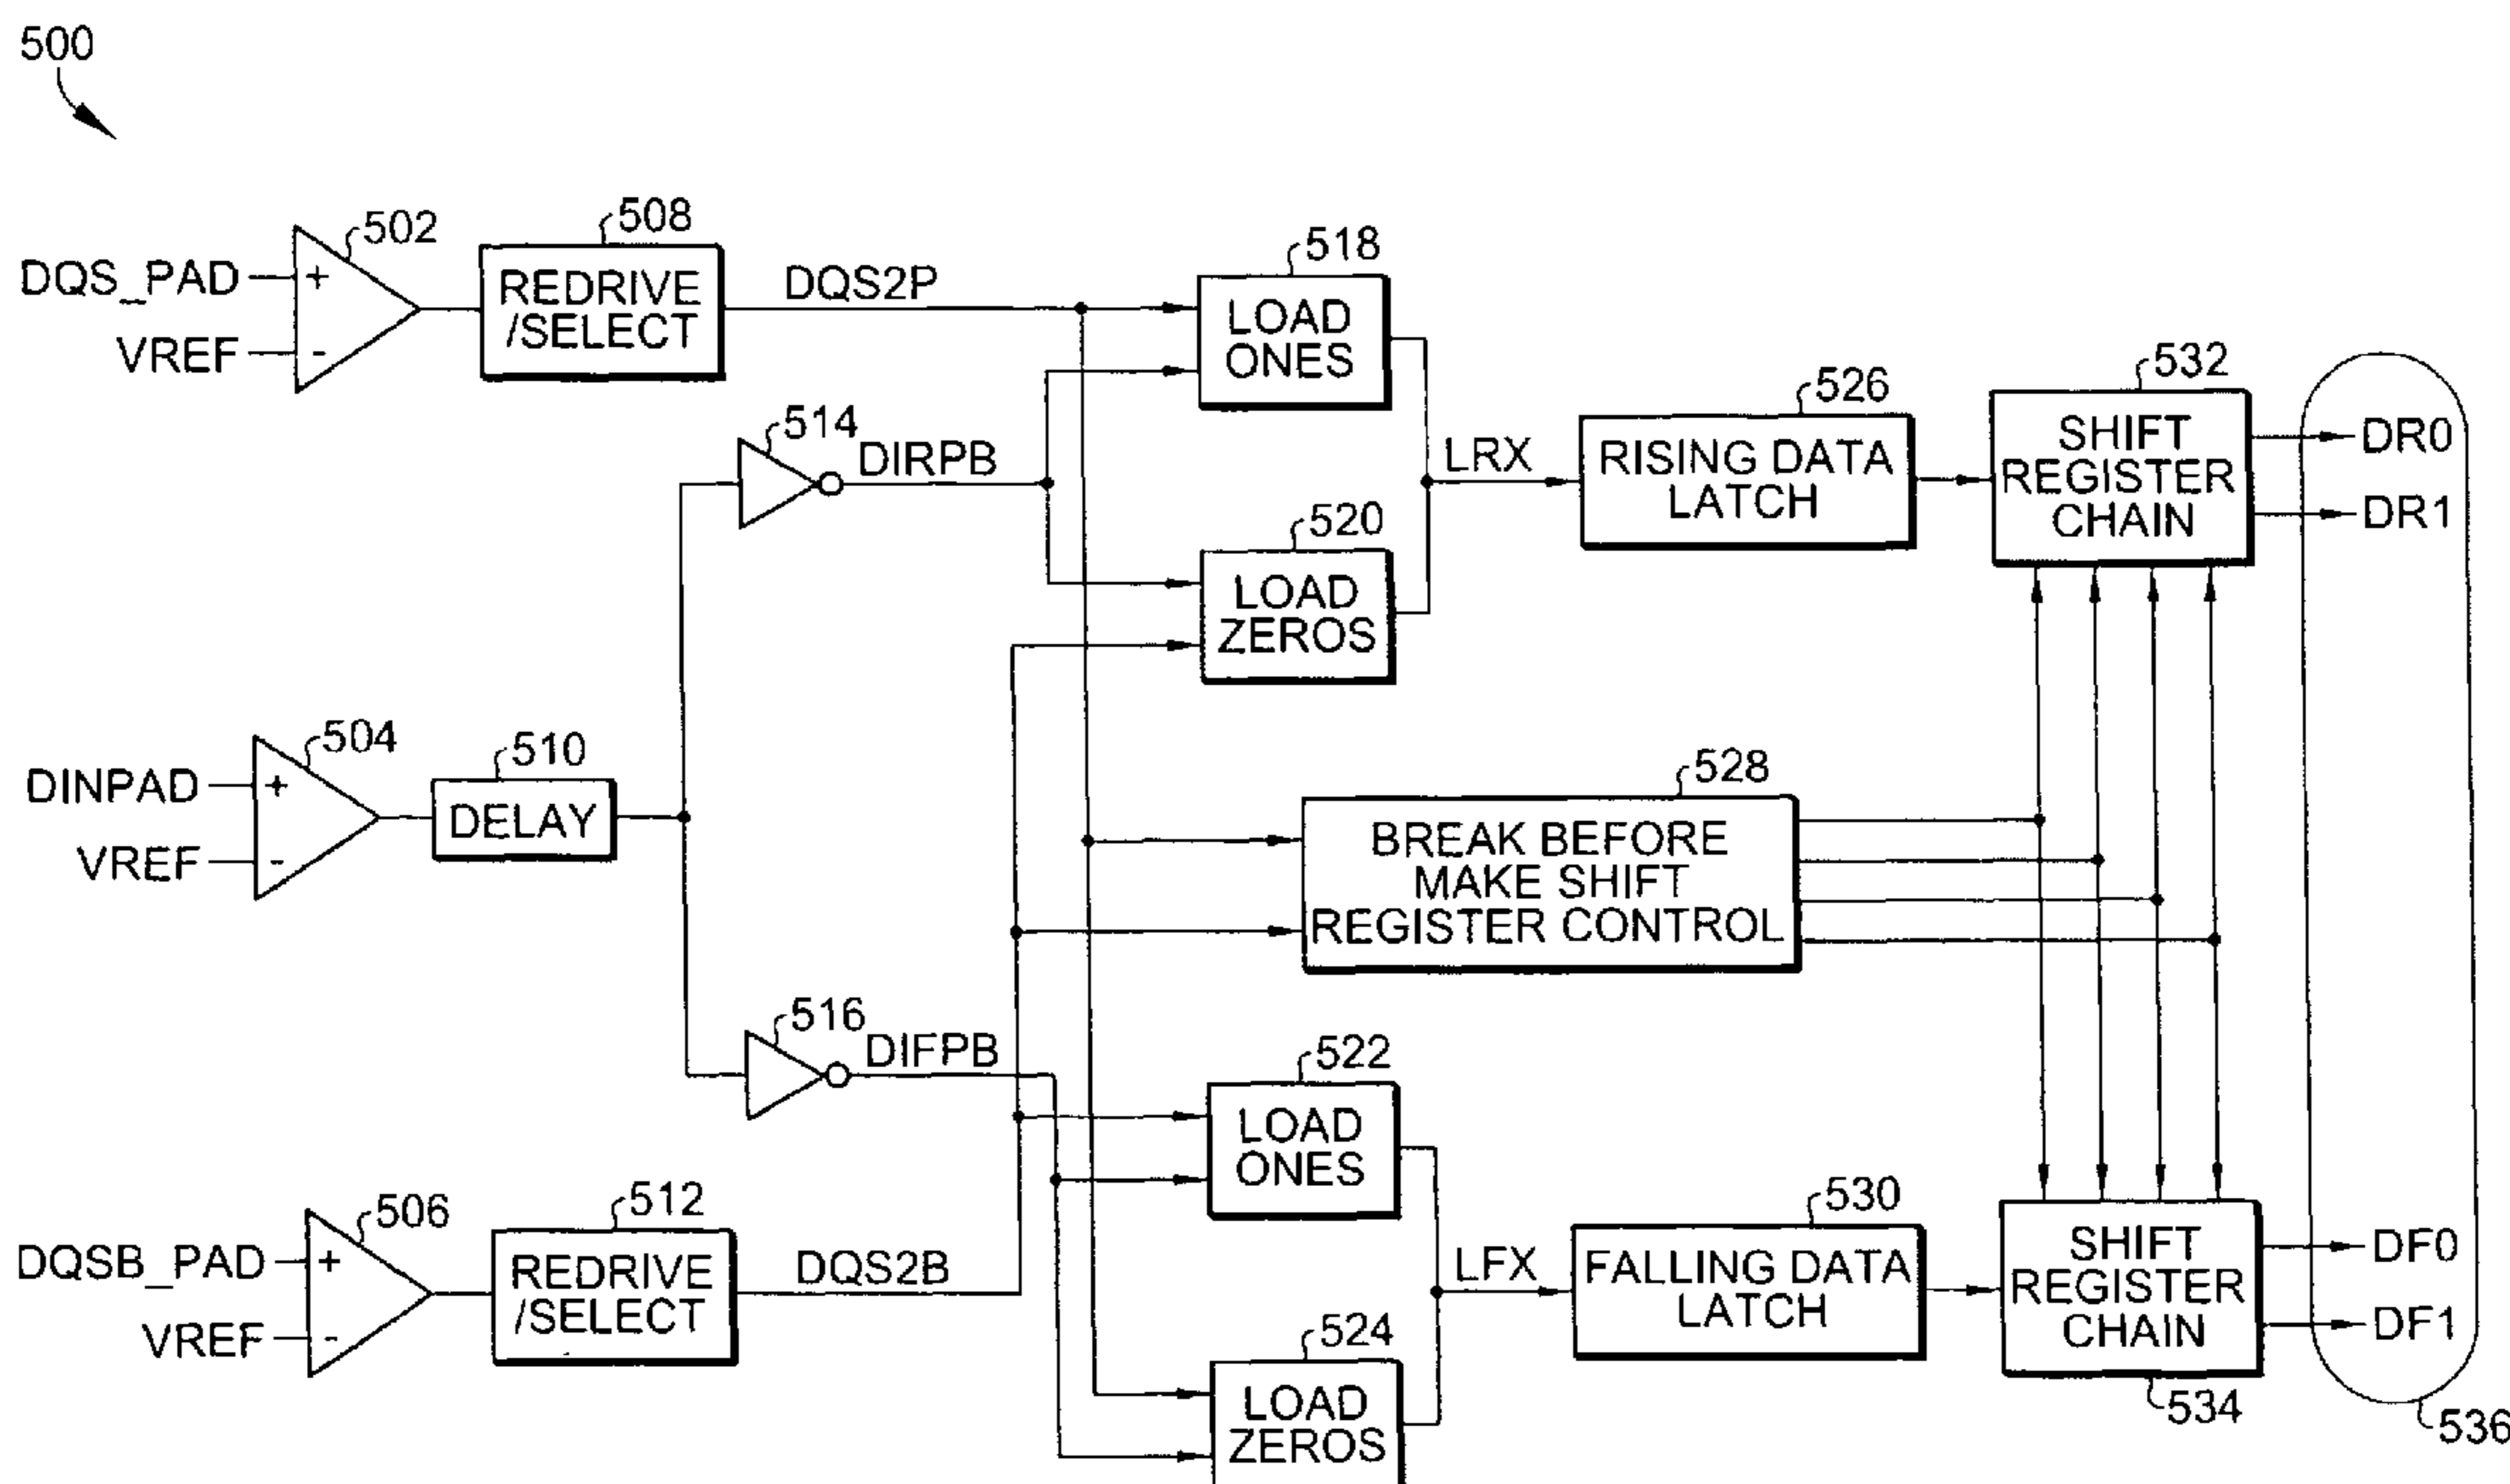 500
502
DQS_PAD
+
VREF
-
508
REDRIVE
/SELECT
DQS2P
518
LOAD
ONES
514
DIRPB
520
LOAD
ZEROS
LRX
526
RISING DATA
LATCH
532
SHIFT
REGISTER
CHAIN
DR0
DR1
504
DINPAD
+
VREF
-
510
DELAY
528
BREAK BEFORE
MAKE SHIFT
REGISTER CONTROL
516
DIFPB
522
LOAD
ONES
506
DQSB_PAD
+
VREF
-
512
REDRIVE
/SELECT
DQS2B
524
LOAD
ZEROS
LFX
530
FALLING DATA
LATCH
SHIFT
REGISTER
CHAIN
534
DF0
DF1
536